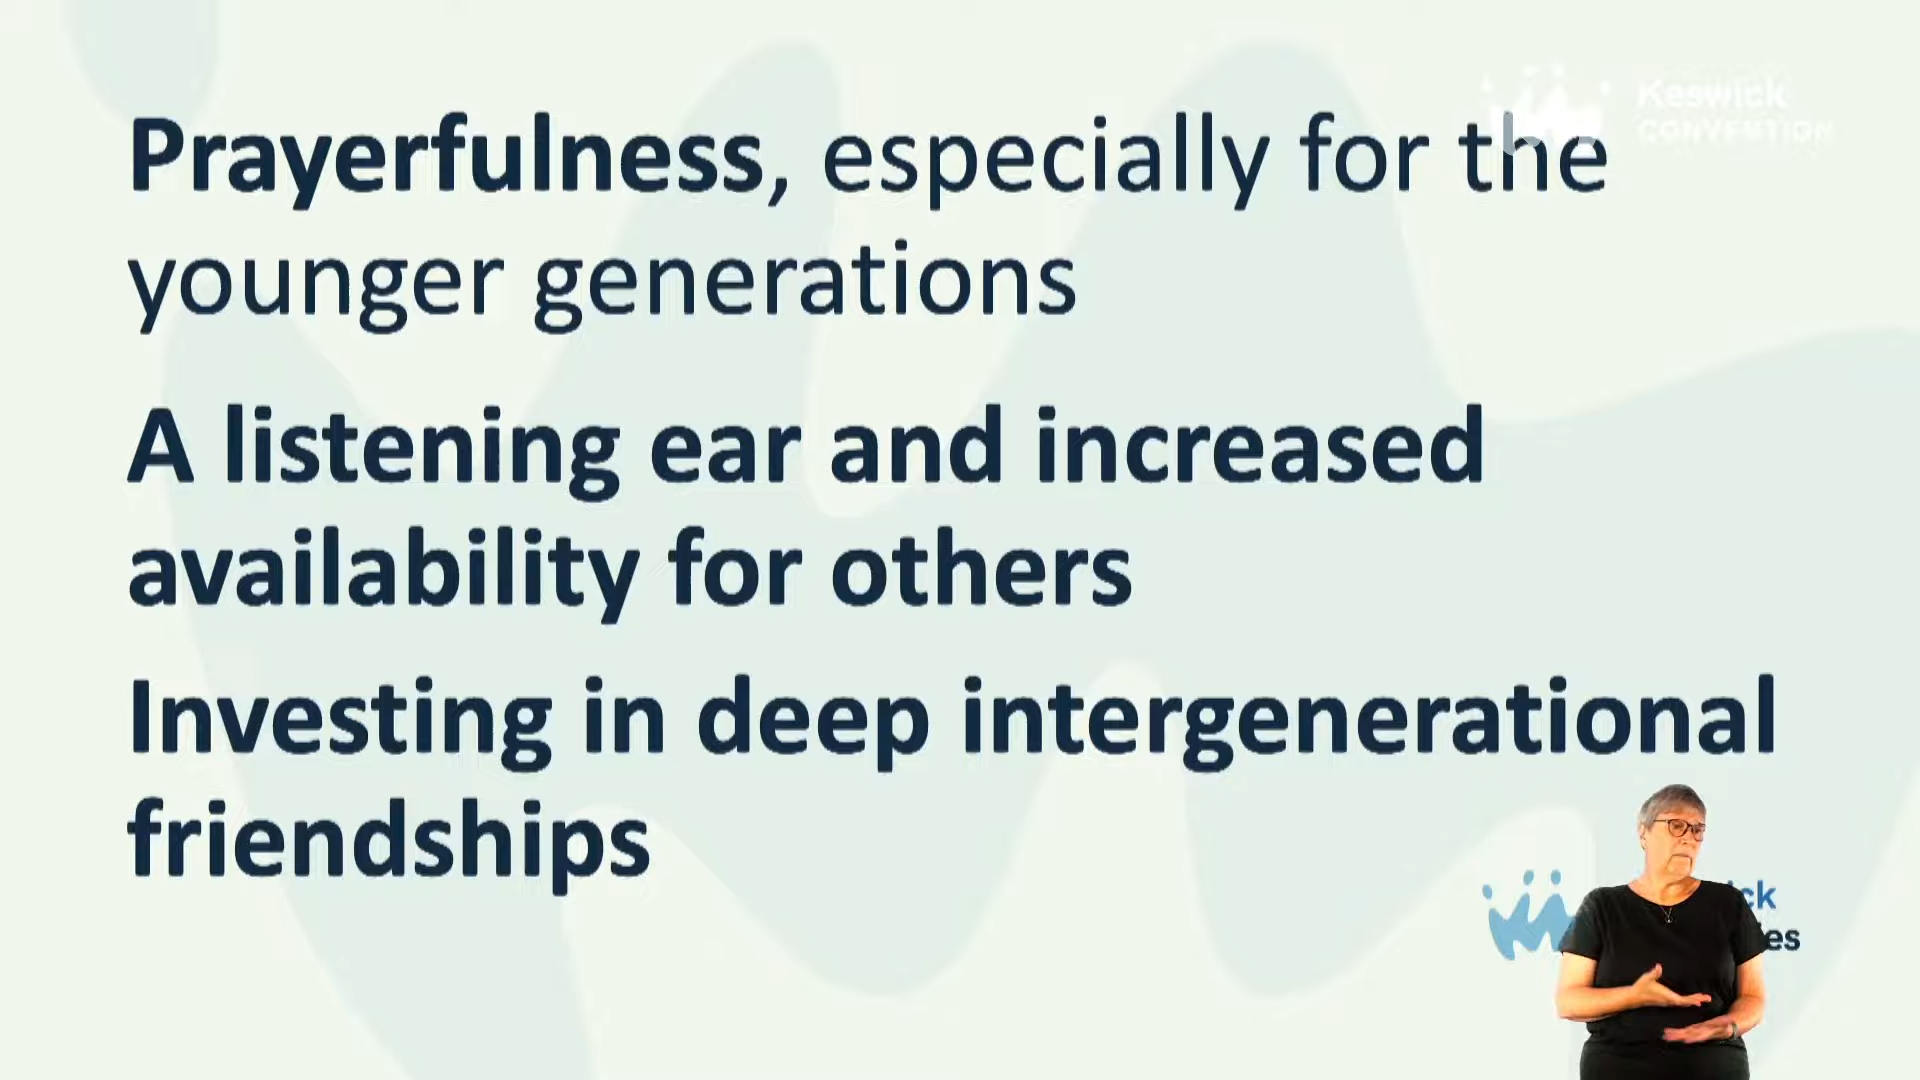 Keswick
CONVENTION
Prayerfulness, especially for the
younger generations
A listening ear and increased
availability for others
Investing in deep intergenerational
friendships